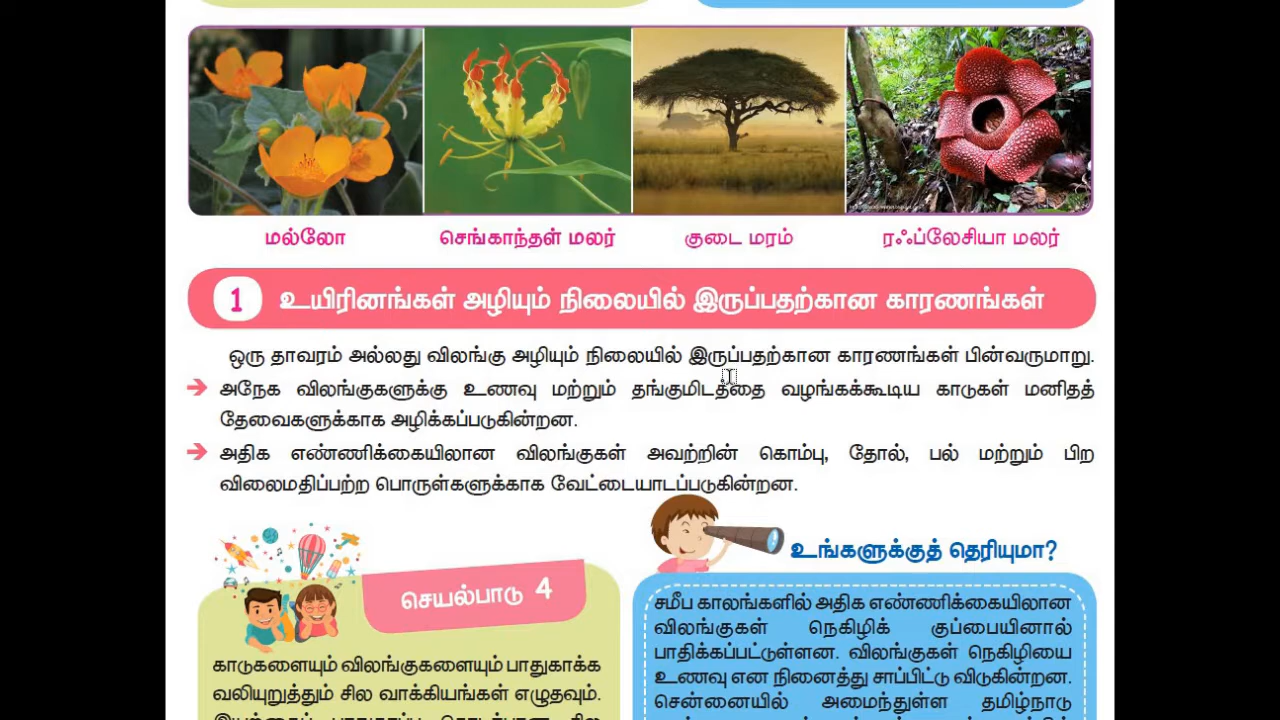 மல்லோ செங்காந்தள் மலர் குடை மரம் ரஃப்லேசியா மலர்
1 உயிரினங்கள் அழியும் நிலையில் இருப்பதற்கான காரணங்கள்
ஒரு தாவரம் அல்லது விலங்கு அழியும் நிலையில் இருப்பதற்கான காரணங்கள் பின்வருமாறு.
➔ அநேக விலங்குகளுக்கு உணவு மற்றும் தங்குமிடத்தை வழங்கக்கூடிய காடுகள் மனிதத்
தேவைகளுக்காக அழிக்கப்படுகின்றன.
➔ அதிக எண்ணிக்கையிலான விலங்குகள் அவற்றின் கொம்பு, தோல், பல் மற்றும் பிற
விலைமதிப்பற்ற பொருள்களுக்காக வேட்டையாடப்படுகின்றன.
செயல்பாடு 4
காடுகளையும் விலங்குகளையும் பாதுகாக்க
வலியுறுத்தும் சில வாக்கியங்கள் எழுதவும்.
உங்களுக்குத் தெரியுமா?
சமீப காலங்களில் அதிக எண்ணிக்கையிலான
விலங்குகள் நெகிழிக் குப்பையினால்
பாதிக்கப்பட்டுள்ளன. விலங்குகள் நெகிழியை
உணவு என நினைத்து சாப்பிட்டு விடுகின்றன.
சென்னையில் அமைந்துள்ள தமிழ்நாடு